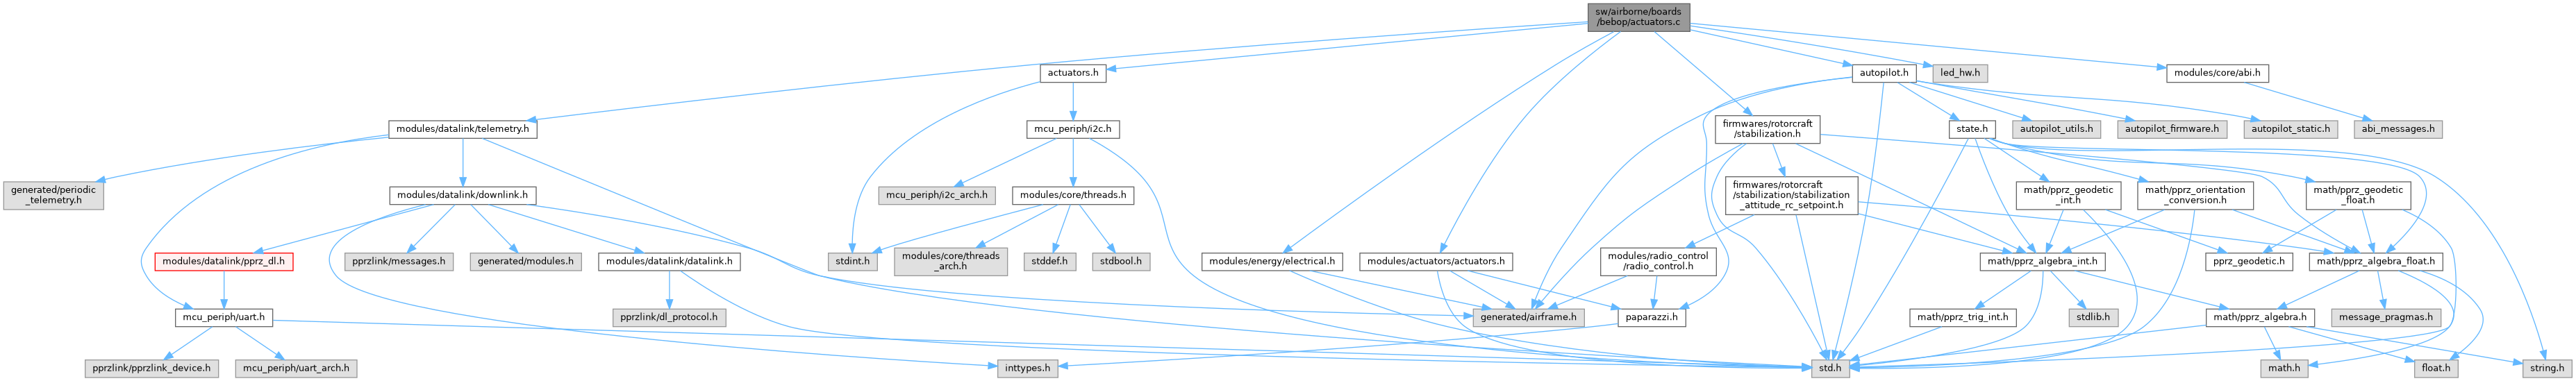 sw/airborne/boards
/bebop/actuators.c
actuators.h
autopilot.h
led_hw.h
modules/core/abi.h
modules/datalink/telemetry.h
mcu_periph/i2c.h
firmwares/rotorcraft
/stabilization.h
state.h
autopilot_utils.h
autopilot_firmware.h
autopilot_static.h
abi_messages.h
generated/periodic
_telemetry.h
modules/datalink/downlink.h
mcu_periph/i2c_arch.h
modules/core/threads.h
firmwares/rotorcraft
/stabilization/stabilization
_attitude_rc_setpoint.h
math/pprz_geodetic
_int.h
math/pprz_orientation
_conversion.h
math/pprz_geodetic
_float.h
modules/datalink/pprz_dl.h
pprzlink/messages.h
generated/modules.h
modules/datalink/datalink.h
stdint.h
modules/core/threads
_arch.h
stddef.h
stdbool.h
modules/energy/electrical.h
modules/actuators/actuators.h
modules/radio_control
/radio_control.h
math/pprz_algebra_int.h
pprz_geodetic.h
math/pprz_algebra_float.h
mcu_periph/uart.h
pprzlink/dl_protocol.h
generated/airframe.h
paparazzi.h
math/pprz_trig_int.h
stdlib.h
math/pprz_algebra.h
message_pragmas.h
pprzlink/pprzlink_device.h
mcu_periph/uart_arch.h
inttypes.h
std.h
math.h
float.h
string.h